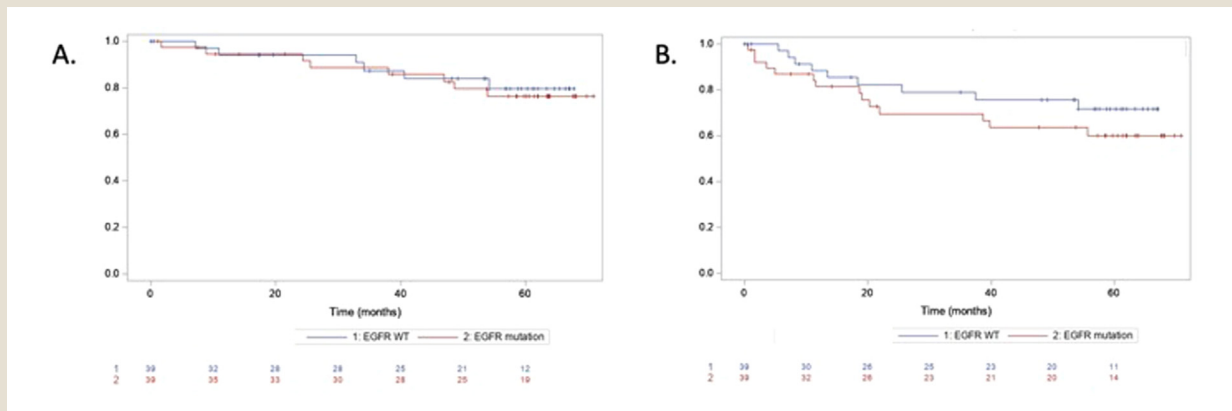 A.
1.0
0.8
0.6
0.4
0.2
0.0
0 20 40 60
Time (months)
1: EGFR WT 2: EGFR mutation
1 39 32 28 28 25 21 12
2 39 35 33 30 28 25 19
B.
1.0
0.8
0.6
0.4
0.2
0.0
0 20 40 60
Time (months)
1: EGFR WT 2: EGFR mutation
1 39 30 26 25 23 20 11
2 39 32 26 23 21 20 14